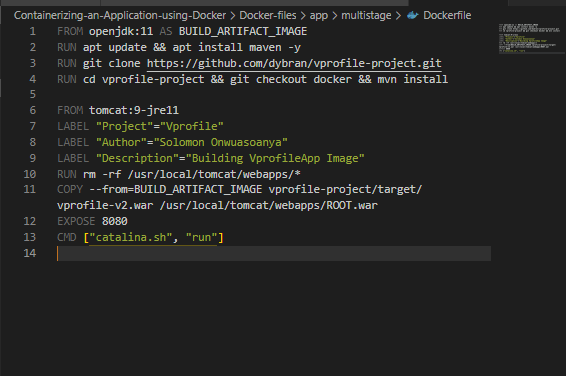 Containerizing-an-Application-using-Docker > Docker-files > app > multistage > Dockerfile
1 FROM openjdk:11 AS BUILD_ARTIFACT_IMAGE
2 RUN apt update && apt install maven -y
3 RUN git clone https://github.com/dybran/vprofile-project.git
4 RUN cd vprofile-project && git checkout docker && mvn install
5
6 FROM tomcat:9-jre11
7 LABEL "Project"="Vprofile"
8 LABEL "Author"="Solomon Onwuasoanya"
9 LABEL "Description"="Building VprofileApp Image"
10 RUN rm -rf /usr/local/tomcat/webapps/*
11 COPY --from=BUILD_ARTIFACT_IMAGE vprofile-project/target/
vprofile-v2.war /usr/local/tomcat/webapps/ROOT.war
12 EXPOSE 8080
13 CMD ["catalina.sh", "run"]
14